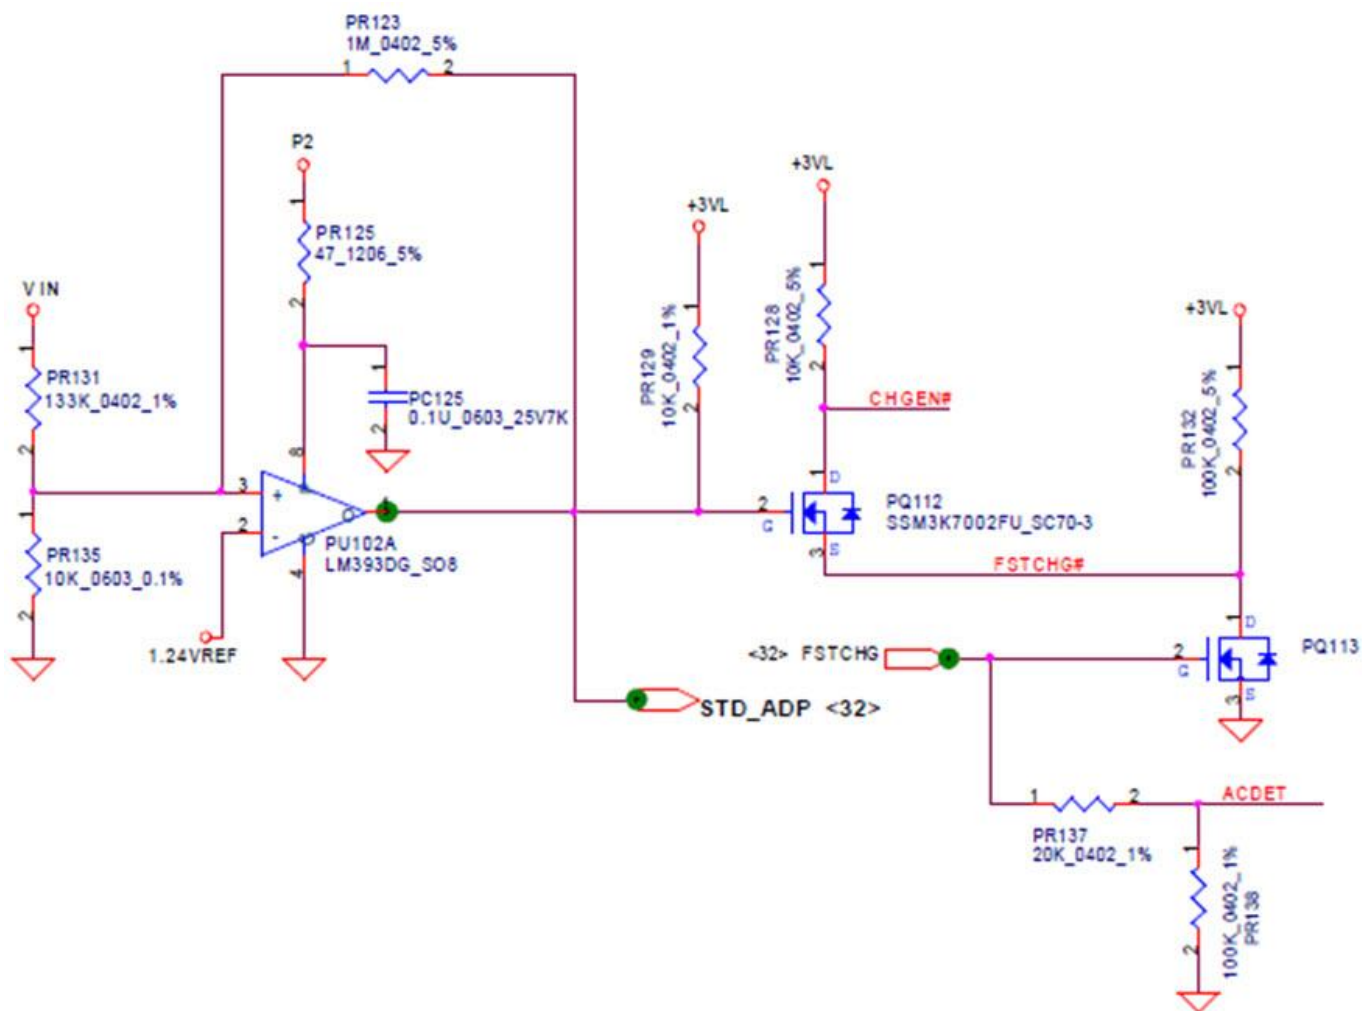 PR123
1M_0402_5%
1
2
P2
1
PR125
47_1206_5%
2
VIN
1
PR131
133K_0402_1%
2
1
PC125
0.1U_0603_25V7K
2
8
3
+
2
-
PU102A
LM393DG_SO8
4
1
PR135
10K_0603_0.1%
2
1.24VREF
+3VL
1
PR129
10K_0402_1%
2
+3VL
1
PR128
10K_0402_5%
2
CHGEN#
1
D
2
G
PQ112
SSM3K7002FU_SC70-3
3
S
FSTCHG#
+3VL
1
PR132
100K_0402_5%
2
1
D
PQ113
2
G
3
S
<32> FSTCHG
STD_ADP <32>
1
2
ACDET
PR137
20K_0402_1%
1
100K_0402_1%
PR138
2